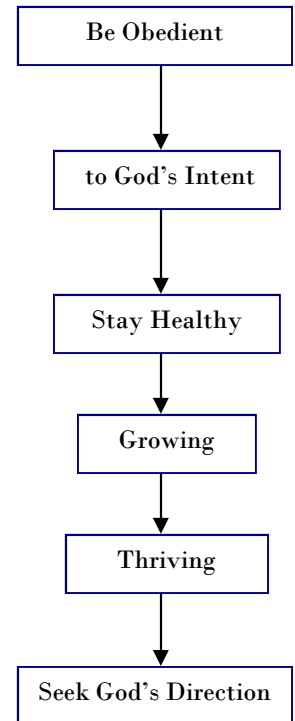 Be Obedient
to God's Intent
Stay Healthy
Growing
Thriving
Seek God's Direction